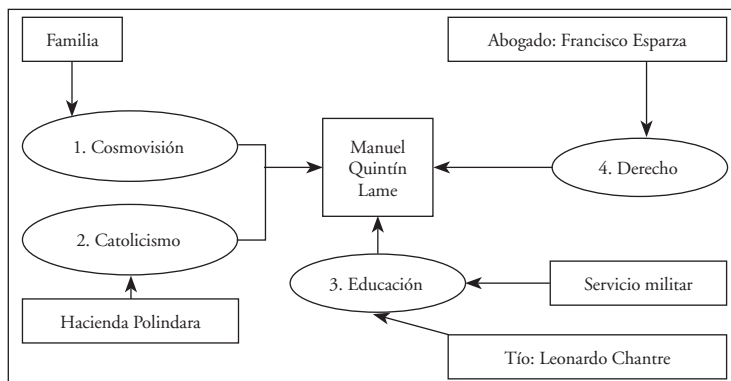 Familia
Abogado: Francisco Esparza
1. Cosmovisión
Manuel
Quintín
Lame
4. Derecho
2. Catolicismo
3. Educación
Servicio militar
Hacienda Polindara
Tío: Leonardo Chantre